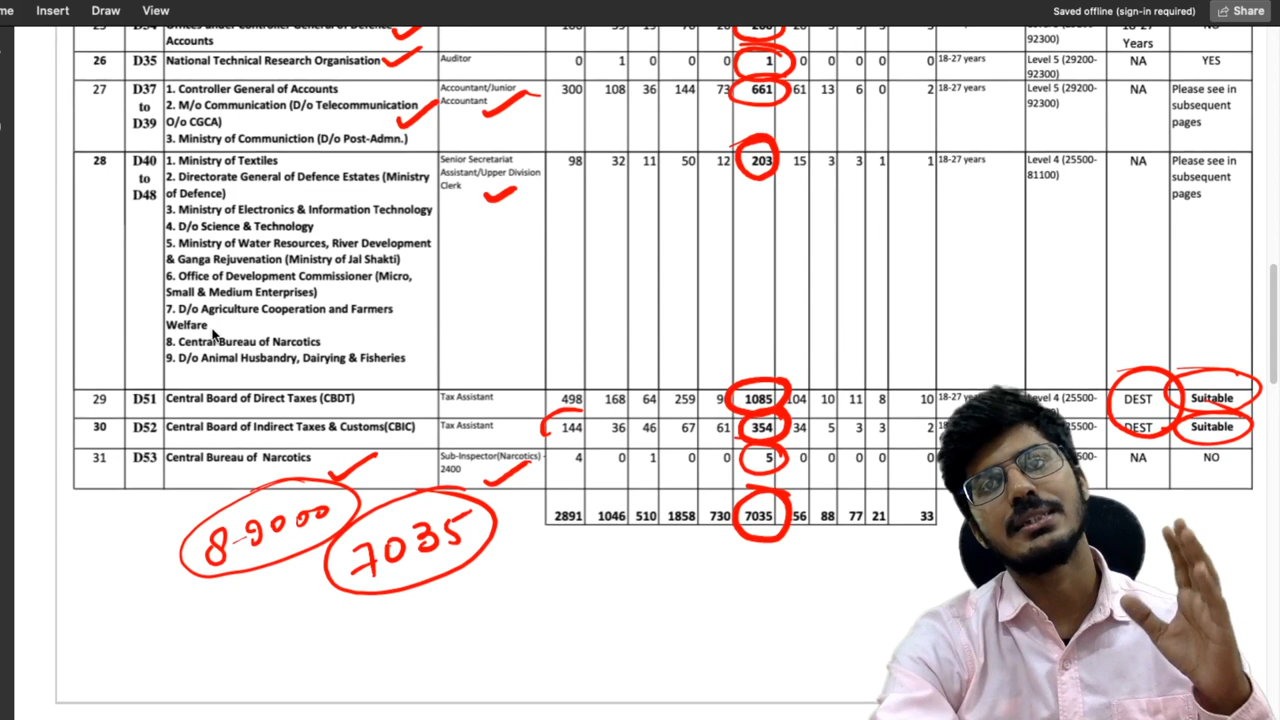 me Insert Draw View Saved offline (sign-in required) Share
Offices under Controller General of Defence
Accounts 92300) Years
26 D35 National Technical Research Organisation Auditor 0 1 0 0 0 1 0 0 0 0 0 18-27 years Level 5 (29200- NA YES
92300)
27 D37 1. Controller General of Accounts Accountant/Junior 300 108 36 144 73 661 61 13 6 0 2 18-27 years Level 5 (29200- NA Please see in
to 2. M/o Communication (D/o Telecommunication Accountant 92300) subsequent
D39 O/o CGCA) pages
3. Ministry of Communiction (D/o Post-Admn.)
28 D40 1. Ministry of Textiles Senior Secretariat 98 32 11 50 12 203 15 3 3 1 1 18-27 years Level 4 (25500- NA Please see in
to 2. Directorate General of Defence Estates (Ministry Assistant/Upper Division 81100) subsequent
D48 of Defence) Clerk pages
3. Ministry of Electronics & Information Technology
4. D/o Science & Technology
5. Ministry of Water Resources, River Development
& Ganga Rejuvenation (Ministry of Jal Shakti)
6. Office of Development Commissioner (Micro,
Small & Medium Enterprises)
7. D/o Agriculture Cooperation and Farmers
Welfare
8. Central Bureau of Narcotics
9. D/o Animal Husbandry, Dairying & Fisheries
29 D51 Central Board of Direct Taxes (CBDT) Tax Assistant 498 168 64 259 1085 10 11 8 10 4 (25500- DEST Suitable
30 D52 Central Board of Indirect Taxes & Customs(CBIC) Tax Assistant 144 36 46 67 61 354 34 5 3 3 2 DEST Suitable
31 D53 Central Bureau of Narcotics Sub-Inspector(Narcotics) - 4 0 1 0 0 5 0 0 0 0 0 NA NO
2400
2891 1046 510 1858 730 7035 88 77 21 33
8-9000 7035